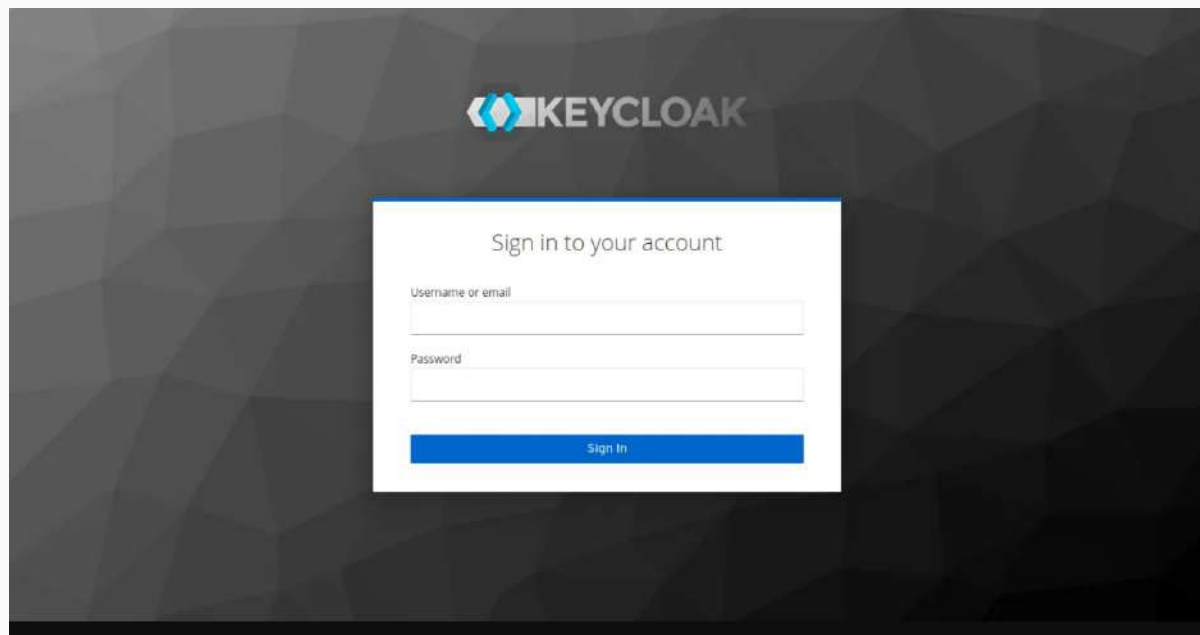 KEYCLOAK
Sign in to your account
Username or email
Password
Sign In